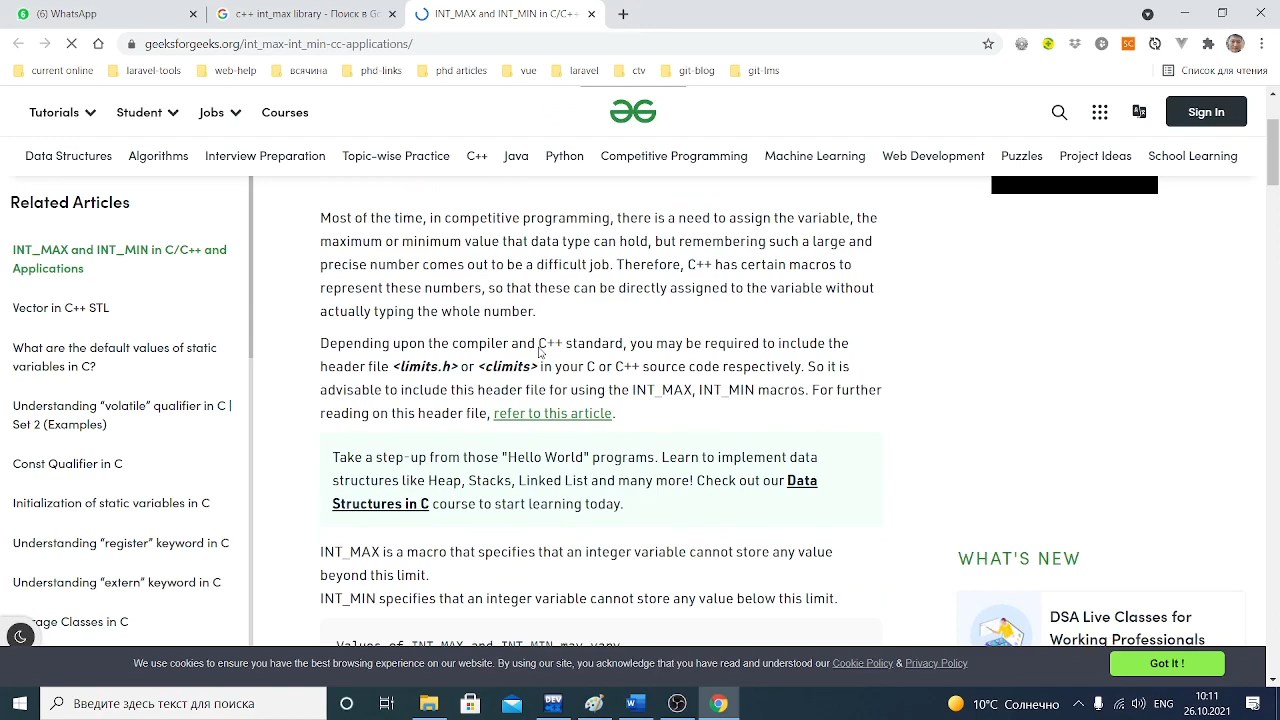 (6) WhatsApp
c++ int_max library - Поиск в G
INT_MAX and INT_MIN in C/C++
geeksforgeeks.org/int_max-int_min-cc-applications/
current online
laravel-tools
web-help
всячина
phd-links
phd articles
vue
laravel
ctv
git-blog
git-lms
Список для чтения
Tutorials
Student
Jobs
Courses
Sign In
Data Structures
Algorithms
Interview Preparation
Topic-wise Practice
C++
Java
Python
Competitive Programming
Machine Learning
Web Development
Puzzles
Project Ideas
School Learning
Related Articles
INT_MAX and INT_MIN in C/C++ and
Applications
Vector in C++ STL
What are the default values of static
variables in C?
Understanding “volatile” qualifier in C |
Set 2 (Examples)
Const Qualifier in C
Initialization of static variables in C
Understanding “register” keyword in C
Understanding “extern” keyword in C
age Classes in C
Most of the time, in competitive programming, there is a need to assign the variable, the
maximum or minimum value that data type can hold, but remembering such a large and
precise number comes out to be a difficult job. Therefore, C++ has certain macros to
represent these numbers, so that these can be directly assigned to the variable without
actually typing the whole number.
Depending upon the compiler and C++ standard, you may be required to include the
header file <limits.h> or <climits> in your C or C++ source code respectively. So it is
advisable to include this header file for using the INT_MAX, INT_MIN macros. For further
reading on this header file, refer to this article.
Take a step-up from those "Hello World" programs. Learn to implement data
structures like Heap, Stacks, Linked List and many more! Check out our Data
Structures in C course to start learning today.
INT_MAX is a macro that specifies that an integer variable cannot store any value
beyond this limit.
INT_MIN specifies that an integer variable cannot store any value below this limit.
Values of INT_MAX and INT_MIN may vary
WHAT'S NEW
DSA Live Classes for
Working Professionals
We use cookies to ensure you have the best browsing experience on our website. By using our site, you acknowledge that you have read and understood our Cookie Policy & Privacy Policy
Got It !
Введите здесь текст для поиска
10°C Солнечно
ENG
10:11
26.10.2021